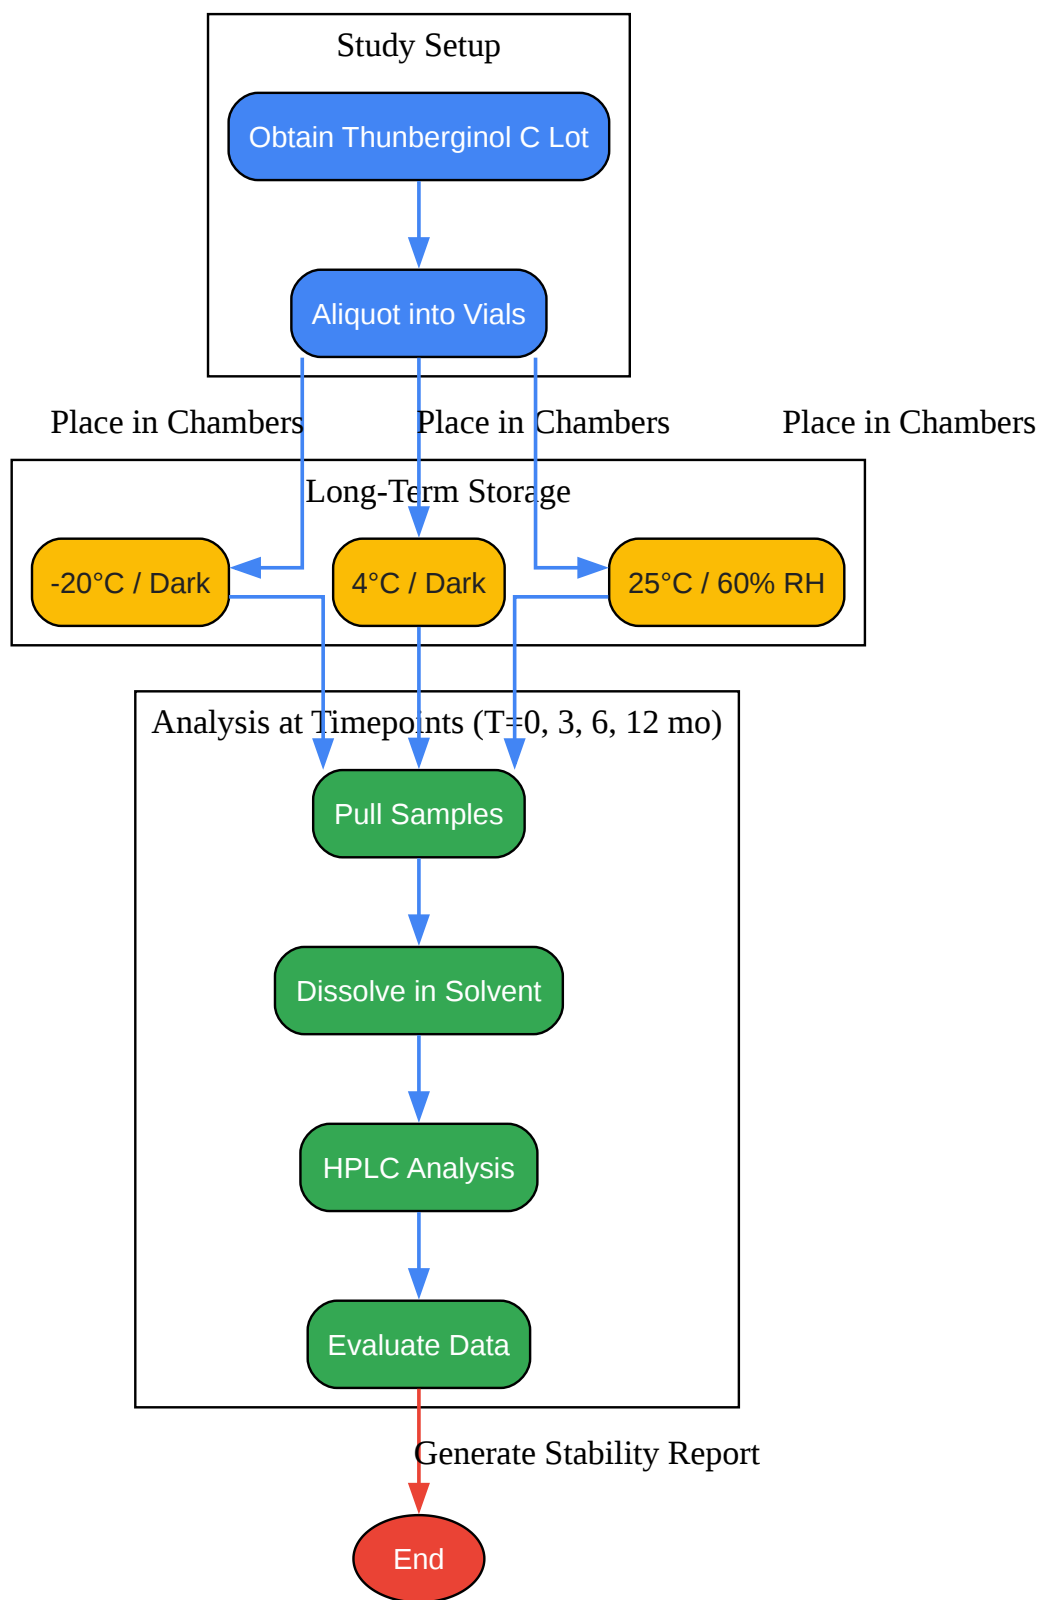 Study Setup
Obtain Thunberginol C Lot
Aliquot into Vials
Place in Chambers
Place in Chambers
Place in Chambers
Long-Term Storage
-20°C / Dark
4°C / Dark
25°C / 60% RH
Analysis at Timepoints (T=0, 3, 6, 12 mo)
Pull Samples
Dissolve in Solvent
HPLC Analysis
Evaluate Data
Generate Stability Report
End